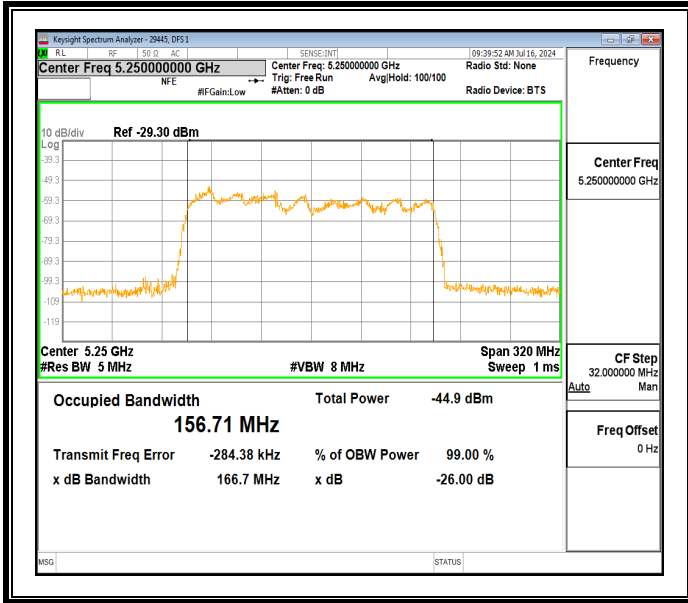 Keysight Spectrum Analyzer - 29445, DFS 1
LXI RL RF 50 Ω AC SENSE:INT 09:39:52 AM Jul 16, 2024
Center Freq 5.250000000 GHz
NFE
#IFGain:Low
Center Freq: 5.250000000 GHz
Trig: Free Run Avg|Hold: 100/100
#Atten: 0 dB
Radio Std: None
Radio Device: BTS
Frequency
10 dB/div Ref -29.30 dBm
Log
-39.3
-49.3
-59.3
-69.3
-79.3
-89.3
-99.3
-109
-119
Center 5.25 GHz Span 320 MHz
#Res BW 5 MHz #VBW 8 MHz Sweep 1 ms
Occupied Bandwidth
156.71 MHz
Total Power -44.9 dBm
Transmit Freq Error -284.38 kHz % of OBW Power 99.00 %
x dB Bandwidth 166.7 MHz x dB -26.00 dB
Center Freq
5.250000000 GHz
CF Step
32.000000 MHz
Auto Man
Freq Offset
0 Hz
MSG STATUS